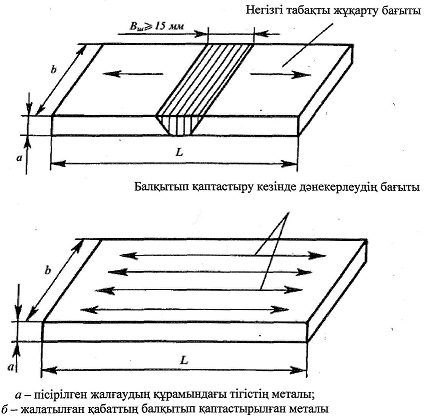 Негізгі табақты жұқарту бағыты
Bш ⩾ 15 мм
b
a
L
Балқытып қаптастыру кезінде дәнекерлеудің бағыты
b
a
L
а – пісірілген жалғаудың құрамындағы тігістің металы;
б – жалатылған қабаттың балқытып қаптастырылған металы